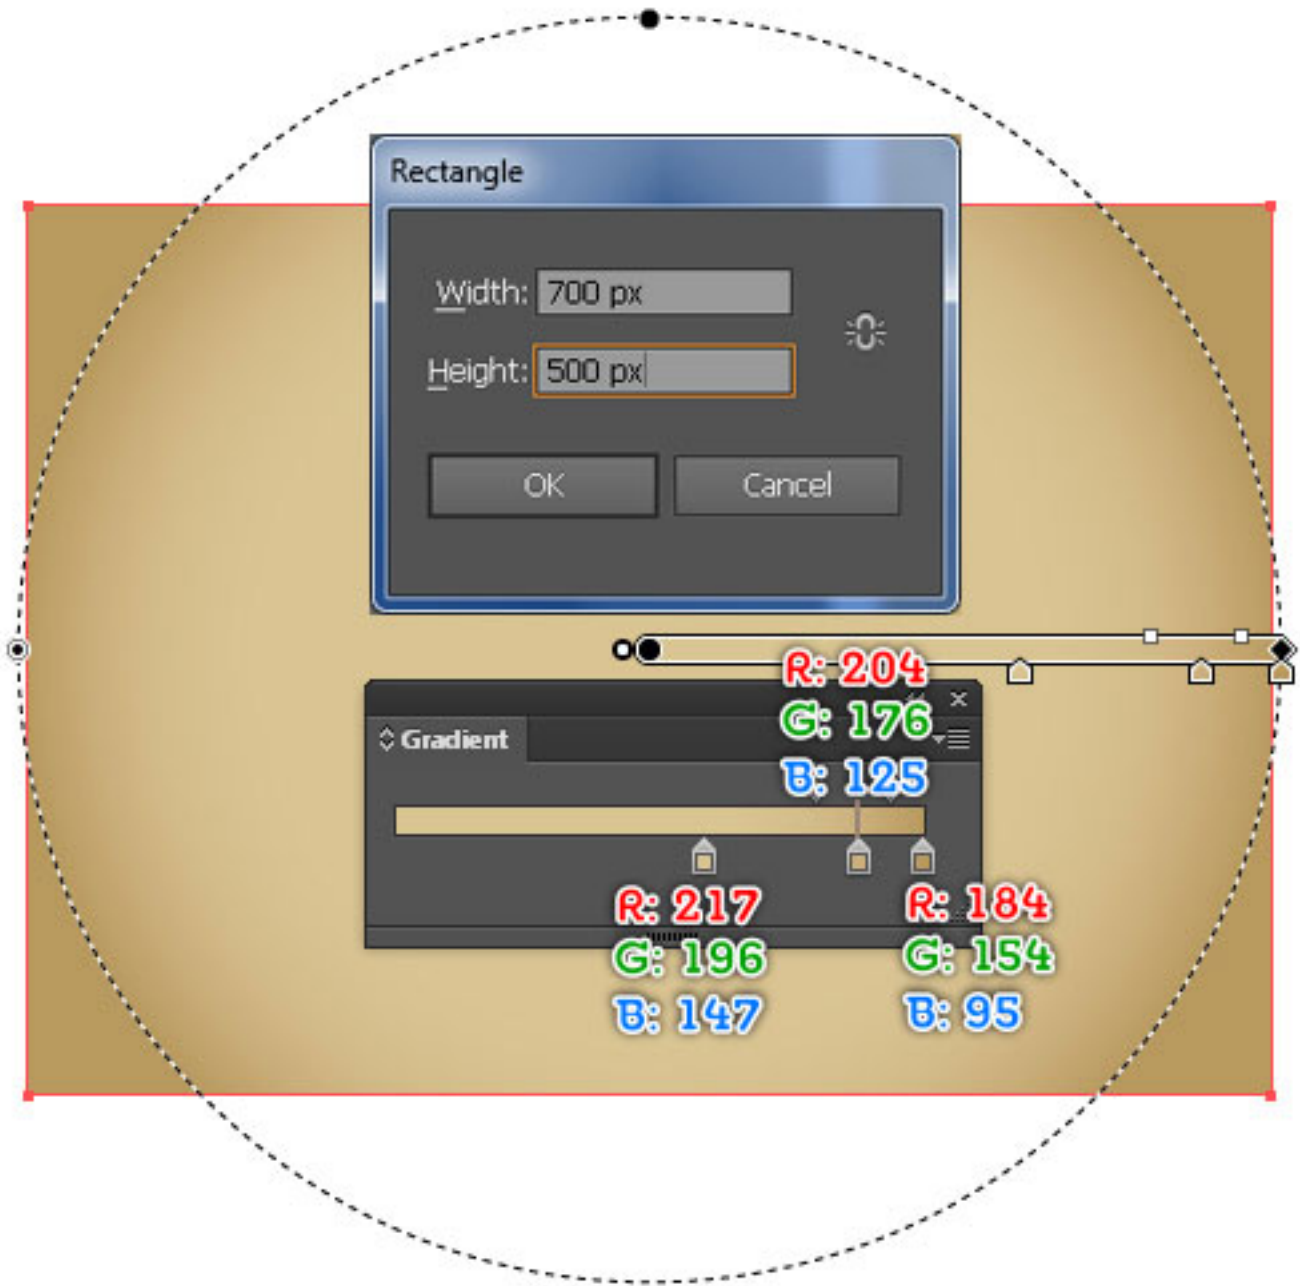 Rectangle
Width: 700 px
Height: 500 px
OK Cancel
R: 204
G: 176
B: 125
Gradient
R: 217
G: 196
B: 147
R: 184
G: 154
B: 95